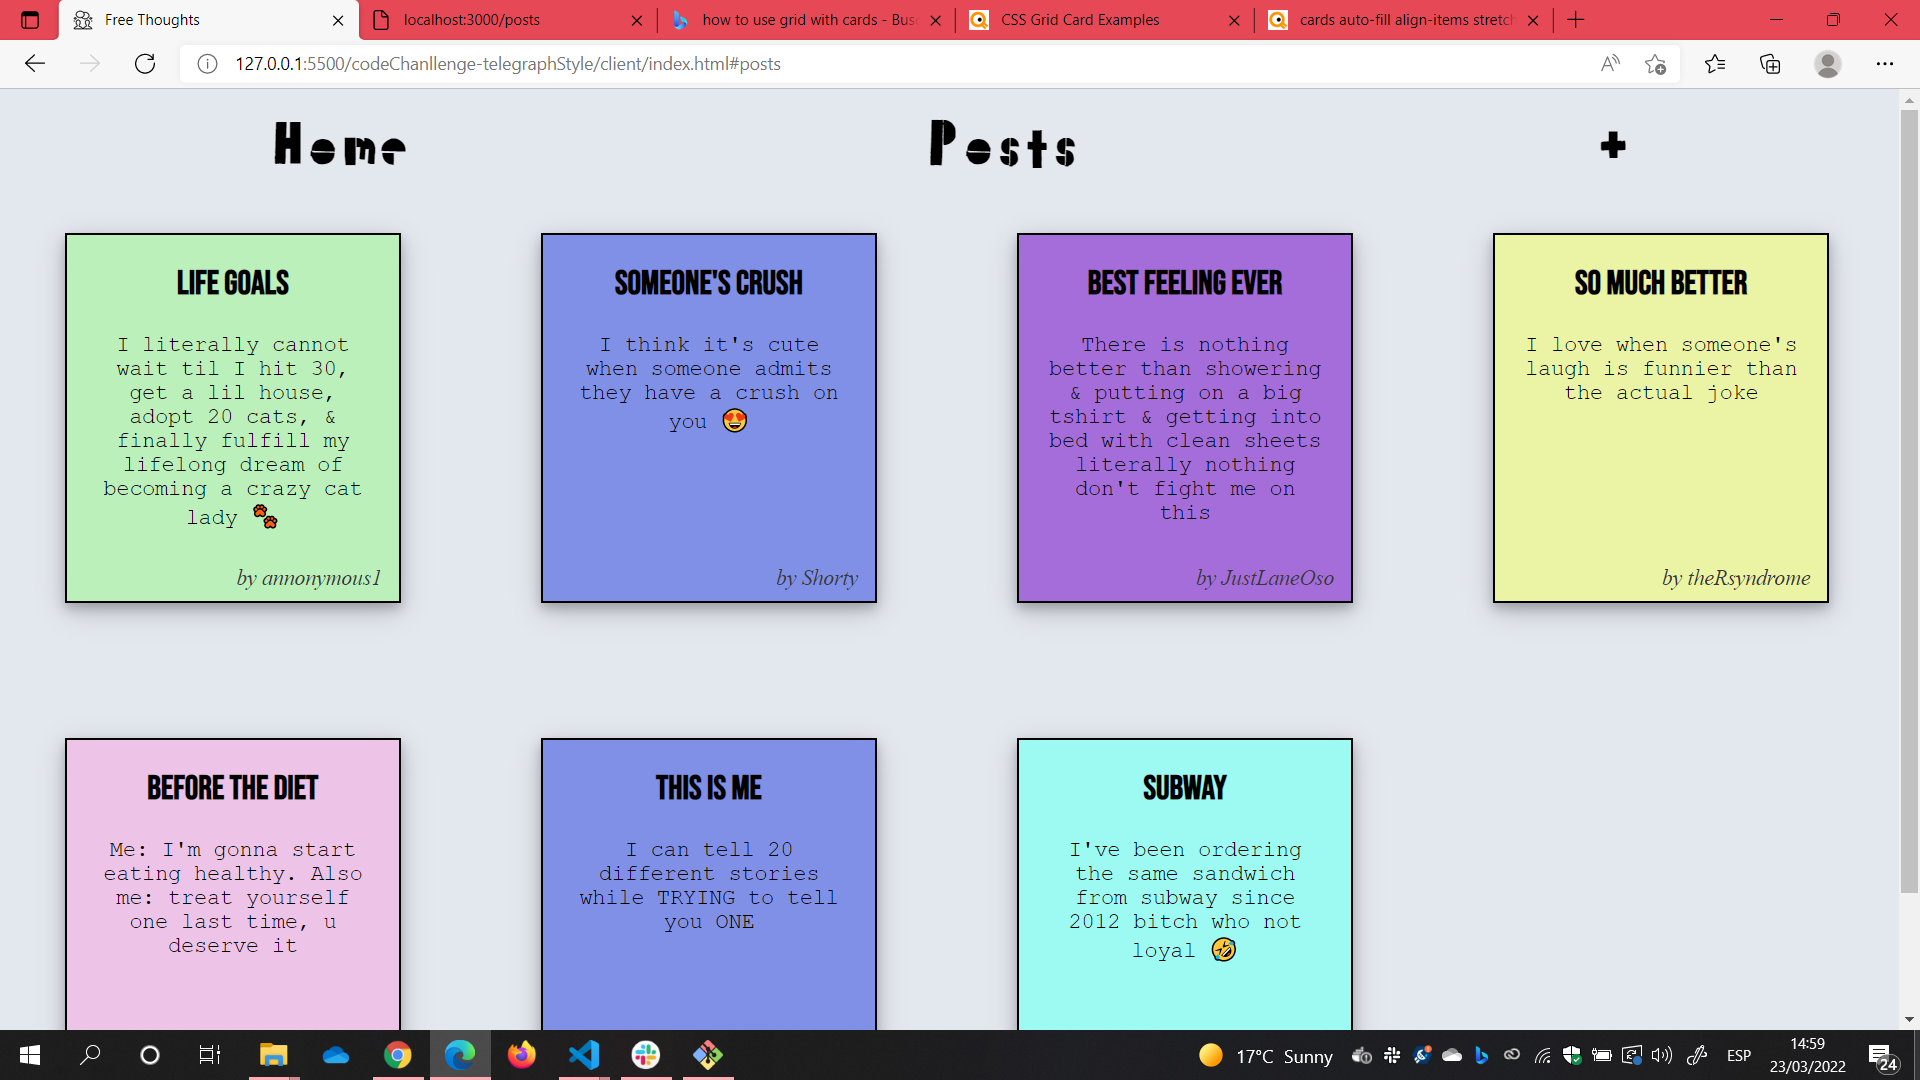 Free Thoughts
localhost:3000/posts
how to use grid with cards - Bus
CSS Grid Card Examples
cards auto-fill align-items stretch
127.0.0.1:5500/codeChanllenge-telegraphStyle/client/index.html#posts
Home
Posts
+
LIFE GOALS
I literally cannot
wait til I hit 30,
get a lil house,
adopt 20 cats, &
finally fulfill my
lifelong dream of
becoming a crazy cat
lady 🐾
by annonymous1
SOMEONE'S CRUSH
I think it's cute
when someone admits
they have a crush on
you 😍
by Shorty
BEST FEELING EVER
There is nothing
better than showering
& putting on a big
tshirt & getting into
bed with clean sheets
literally nothing
don't fight me on
this
by JustLaneOso
SO MUCH BETTER
I love when someone's
laugh is funnier than
the actual joke
by theRsyndrome
BEFORE THE DIET
Me: I'm gonna start
eating healthy. Also
me: treat yourself
one last time, u
deserve it
THIS IS ME
I can tell 20
different stories
while TRYING to tell
you ONE
SUBWAY
I've been ordering
the same sandwich
from subway since
2012 bitch who not
loyal 🤣
17°C Sunny
ESP
14:59
23/03/2022
24